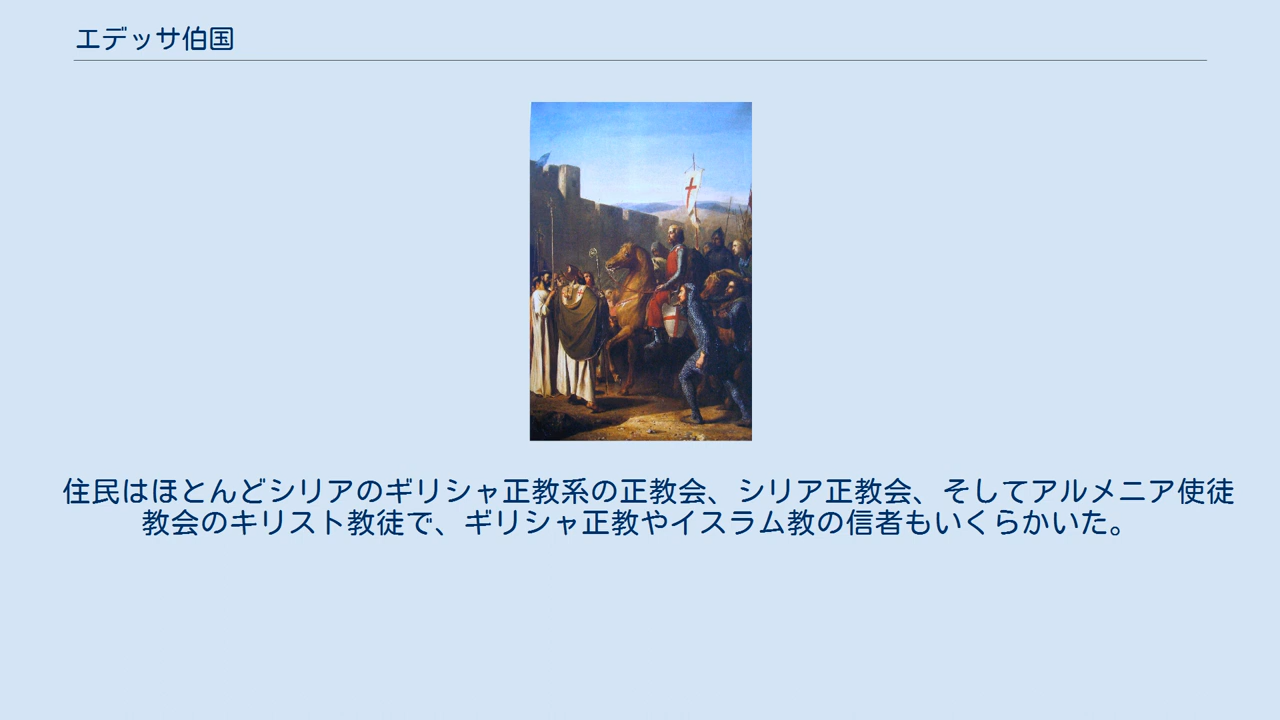 エデッサ伯国
住民はほとんどシリアのギリシャ正教系の正教会、シリア正教会、そしてアルメニア使徒
教会のキリスト教徒で、ギリシャ正教やイスラム教の信者もいくらかいた。